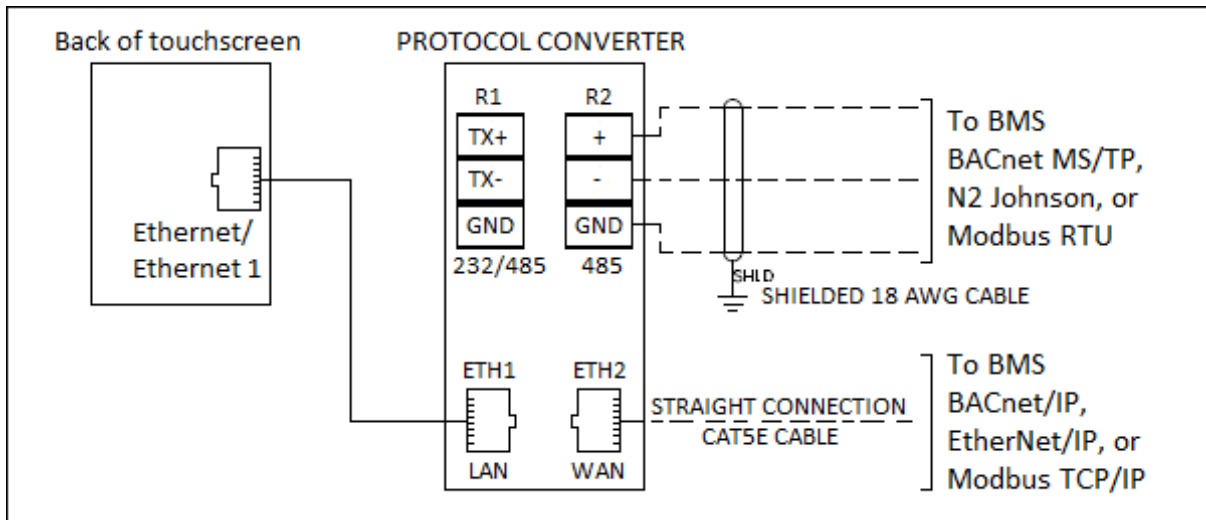 Back of touchscreen
Ethernet/
Ethernet 1
PROTOCOL CONVERTER
R1
R2
TX+
+
TX-
-
GND
GND
232/485
485
SHLD
SHIELDED 18 AWG CABLE
To BMS
BACnet MS/TP,
N2 Johnson, or
Modbus RTU
ETH1
ETH2
LAN
WAN
STRAIGHT CONNECTION
CAT5E CABLE
To BMS
BACnet/IP,
EtherNet/IP, or
Modbus TCP/IP